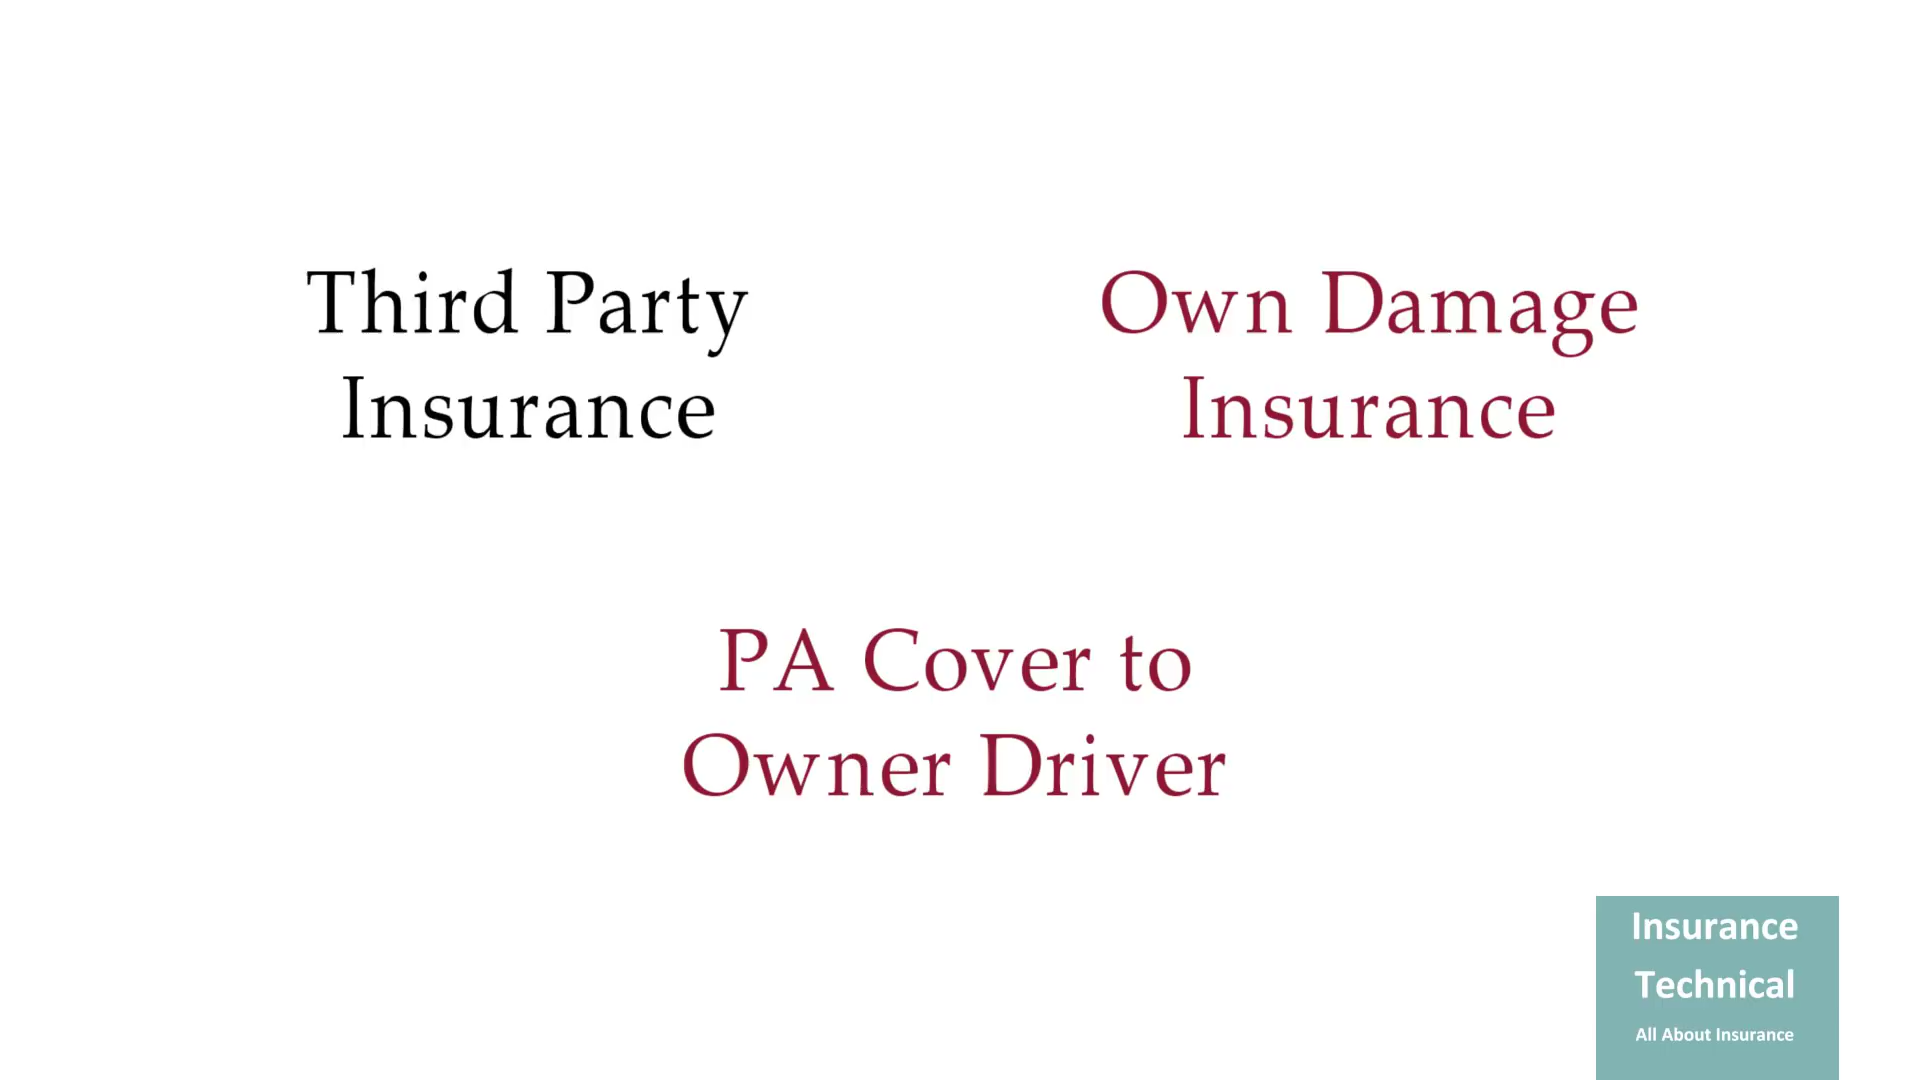 Third Party
Insurance
Own Damage
Insurance
PA Cover to
Owner Driver
Insurance
Technical
All About Insurance